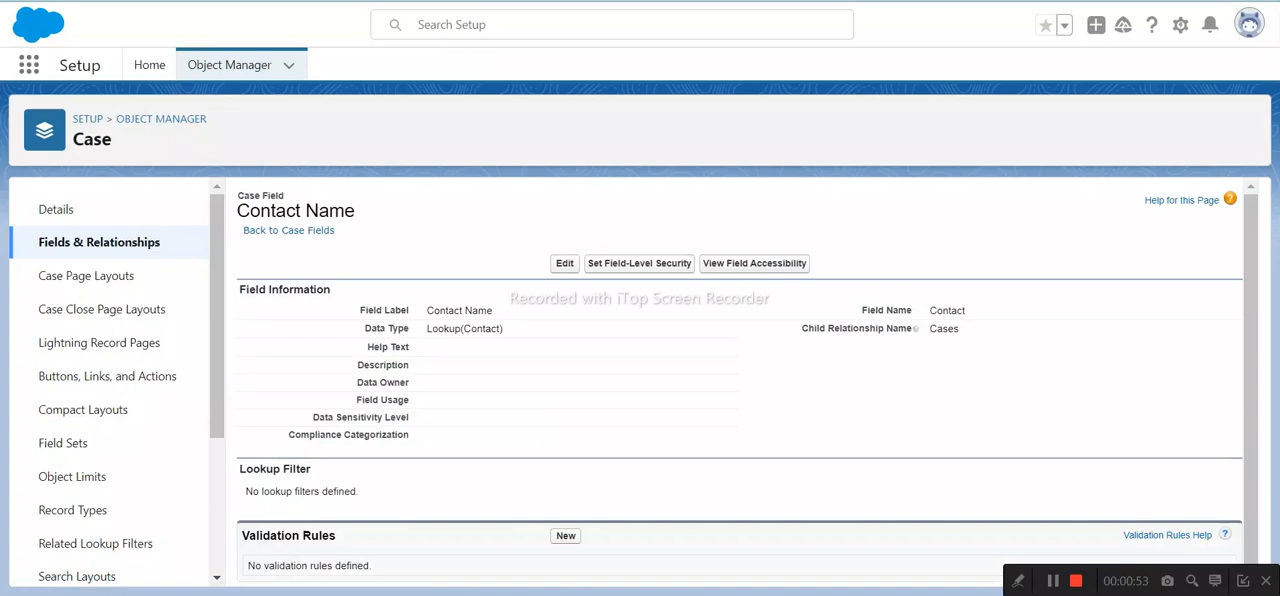 Search Setup
Setup
Home
Object Manager
SETUP > OBJECT MANAGER
Case
Details
Fields & Relationships
Case Page Layouts
Case Close Page Layouts
Lightning Record Pages
Buttons, Links, and Actions
Compact Layouts
Field Sets
Object Limits
Record Types
Related Lookup Filters
Search Layouts
Case Field
Contact Name
Back to Case Fields
Help for this Page ?
Edit
Set Field-Level Security
View Field Accessibility
Field Information
Recorded with iTop Screen Recorder
Field Label Contact Name Field Name Contact
Data Type Lookup(Contact) Child Relationship Name Cases
Help Text
Description
Data Owner
Field Usage
Data Sensitivity Level
Compliance Categorization
Lookup Filter
No lookup filters defined.
Validation Rules New Validation Rules Help ?
No validation rules defined.
00:00:53